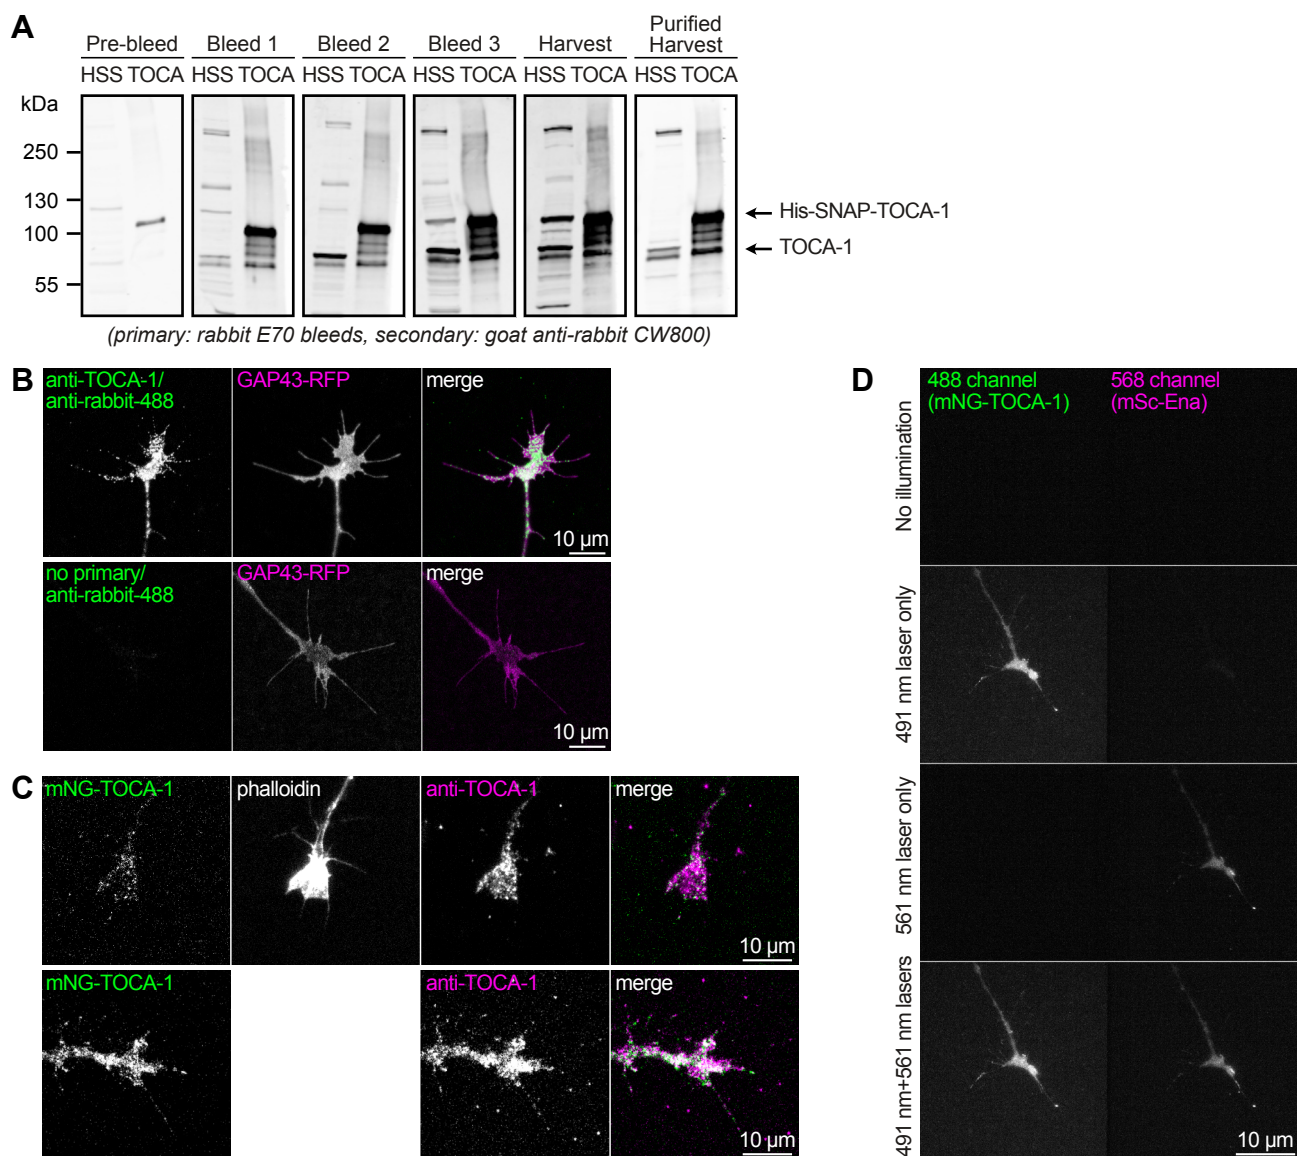 A
Pre-bleed Bleed 1 Bleed 2 Bleed 3 Harvest Purified Harvest
HSS TOCA HSS TOCA HSS TOCA HSS TOCA HSS TOCA HSS TOCA
kDa
250
130
100
55
His-SNAP-TOCA-1
TOCA-1
(primary: rabbit E70 bleeds, secondary: goat anti-rabbit CW800)
B
anti-TOCA-1/
anti-rabbit-488
GAP43-RFP
merge
10 µm
no primary/
anti-rabbit-488
GAP43-RFP
merge
10 µm
C
mNG-TOCA-1
phalloidin
anti-TOCA-1
merge
10 µm
mNG-TOCA-1
anti-TOCA-1
merge
10 µm
D
488 channel
(mNG-TOCA-1)
568 channel
(mSc-Ena)
No illumination
491 nm laser only
561 nm laser only
491 nm+561 nm lasers
10 µm